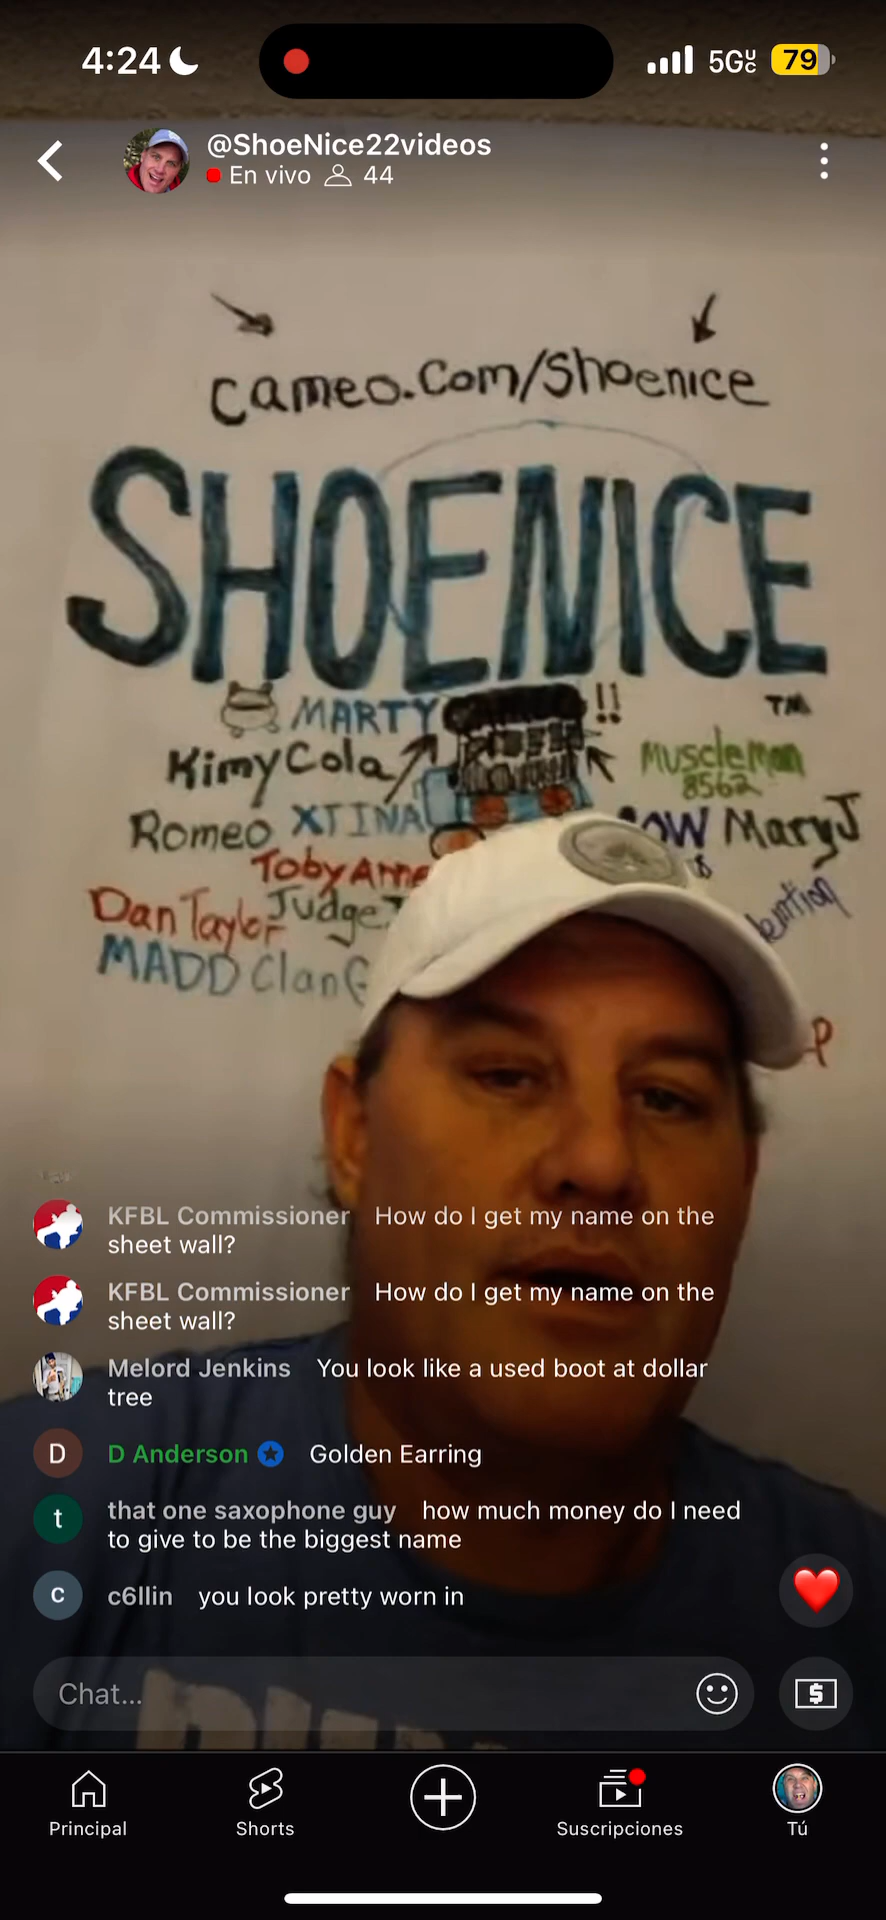 4:24
5G
79
@ShoeNice22videos
En vivo 44
cameo.com/shoenice
SHOENICE
TM
MARTY !!
KimyCola
Muscleman
8562
Romeo XTINA
MaryJ
Toby
Dan Taylor Judge
MADD Clan
KFBL Commissioner How do I get my name on the
sheet wall?
KFBL Commissioner How do I get my name on the
sheet wall?
Melord Jenkins You look like a used boot at dollar
tree
D D Anderson Golden Earring
t that one saxophone guy how much money do I need
to give to be the biggest name
c c6llin you look pretty worn in
Chat...
$
Principal Shorts Suscripciones Tú